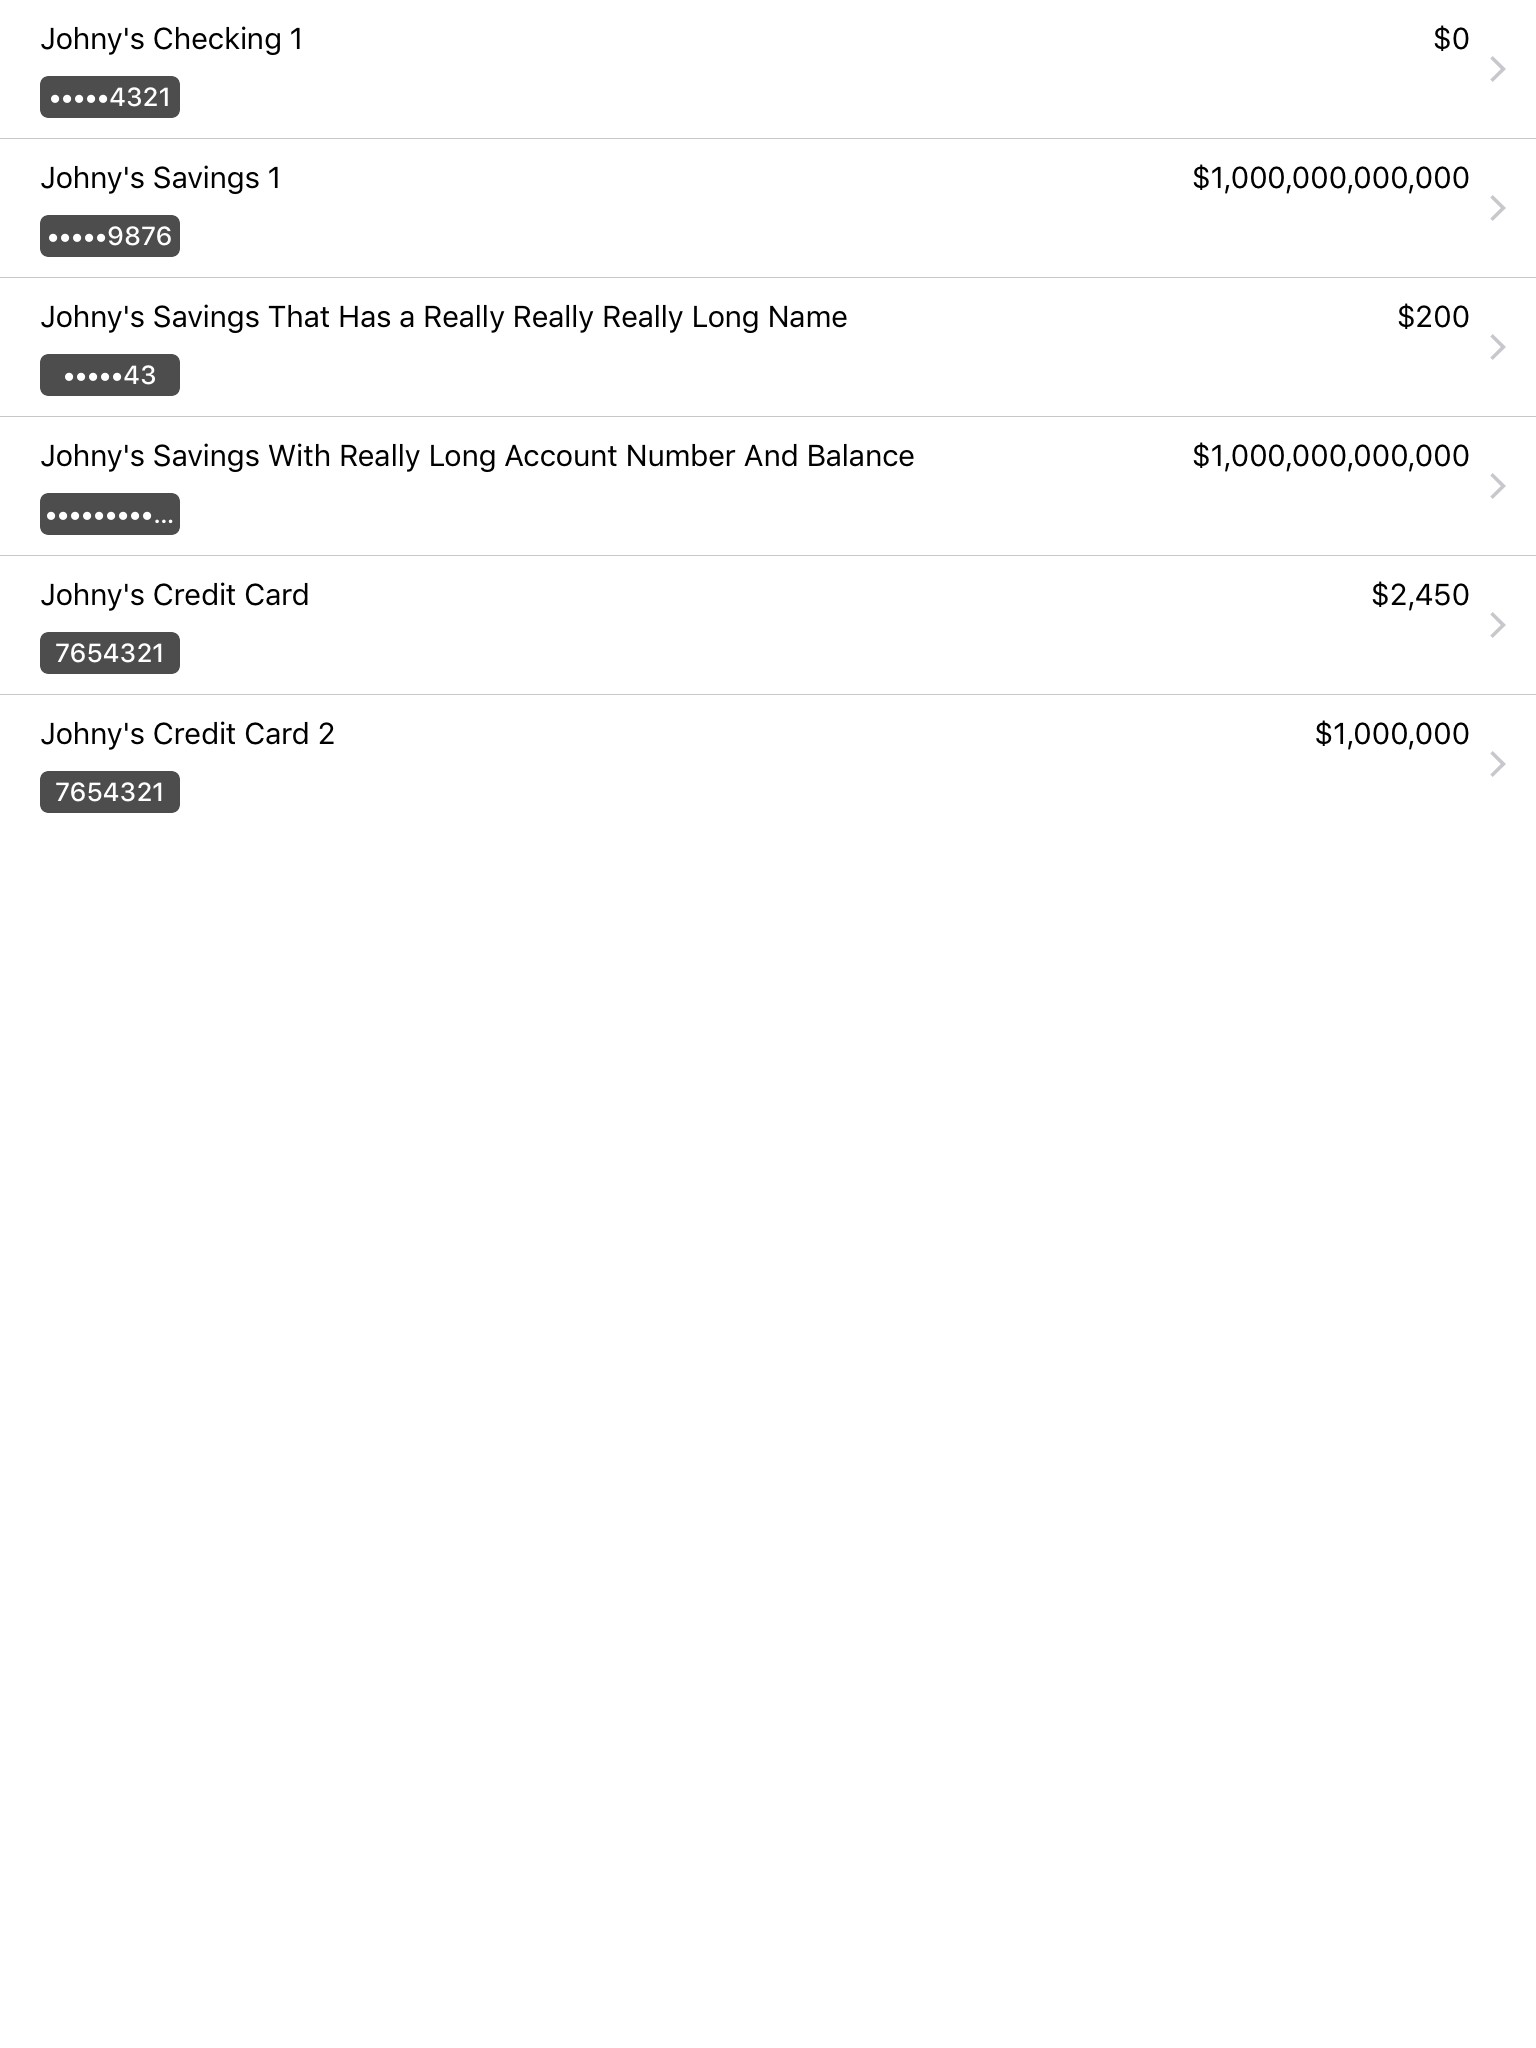 Johny's Checking 1 $0
•••••4321
Johny's Savings 1 $1,000,000,000,000
•••••9876
Johny's Savings That Has a Really Really Really Long Name $200
•••••43
Johny's Savings With Really Long Account Number And Balance $1,000,000,000,000
•••••••••...
Johny's Credit Card $2,450
7654321
Johny's Credit Card 2 $1,000,000
7654321